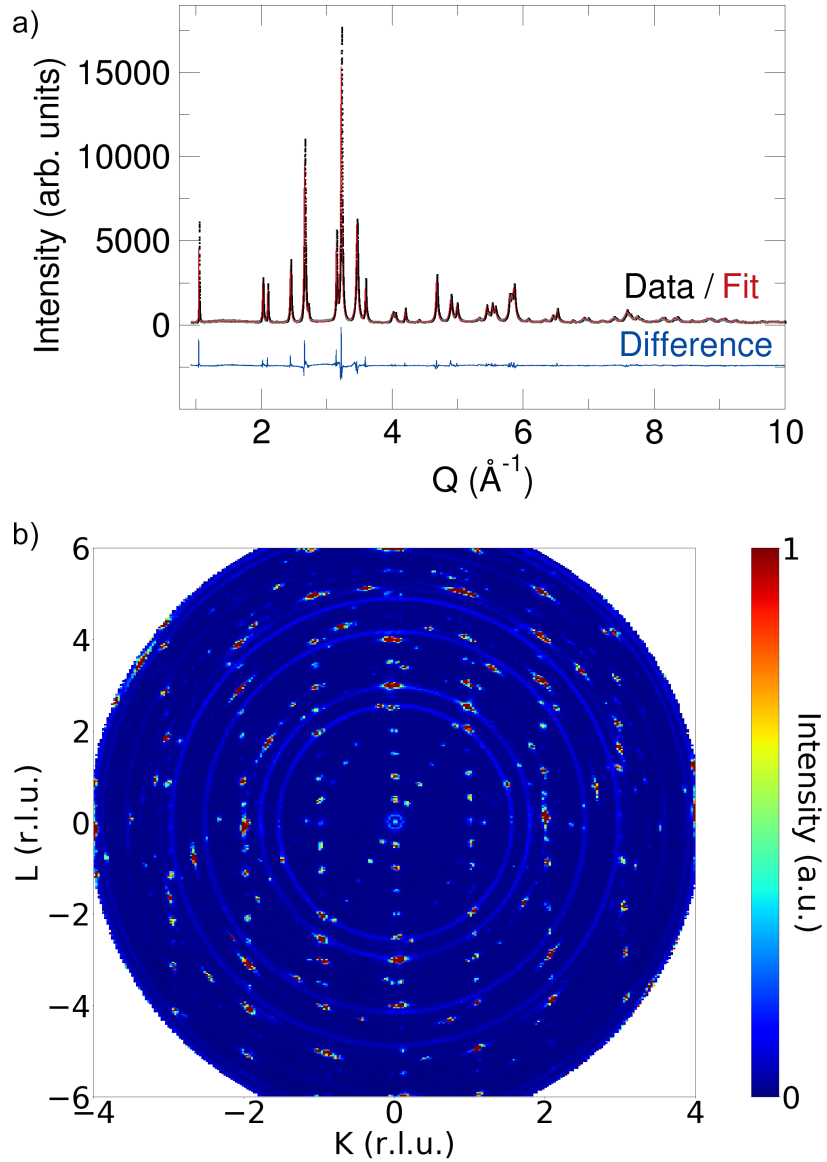 a)
Intensity (arb. units)
15000
10000
5000
0
Data / Fit
Difference
2 4 6 8 10
Q (Å⁻¹)
b)
6
4
2
0
−2
−4
−6
L (r.l.u.)
−4 −2 0 2 4
K (r.l.u.)
1
0
Intensity (a.u.)